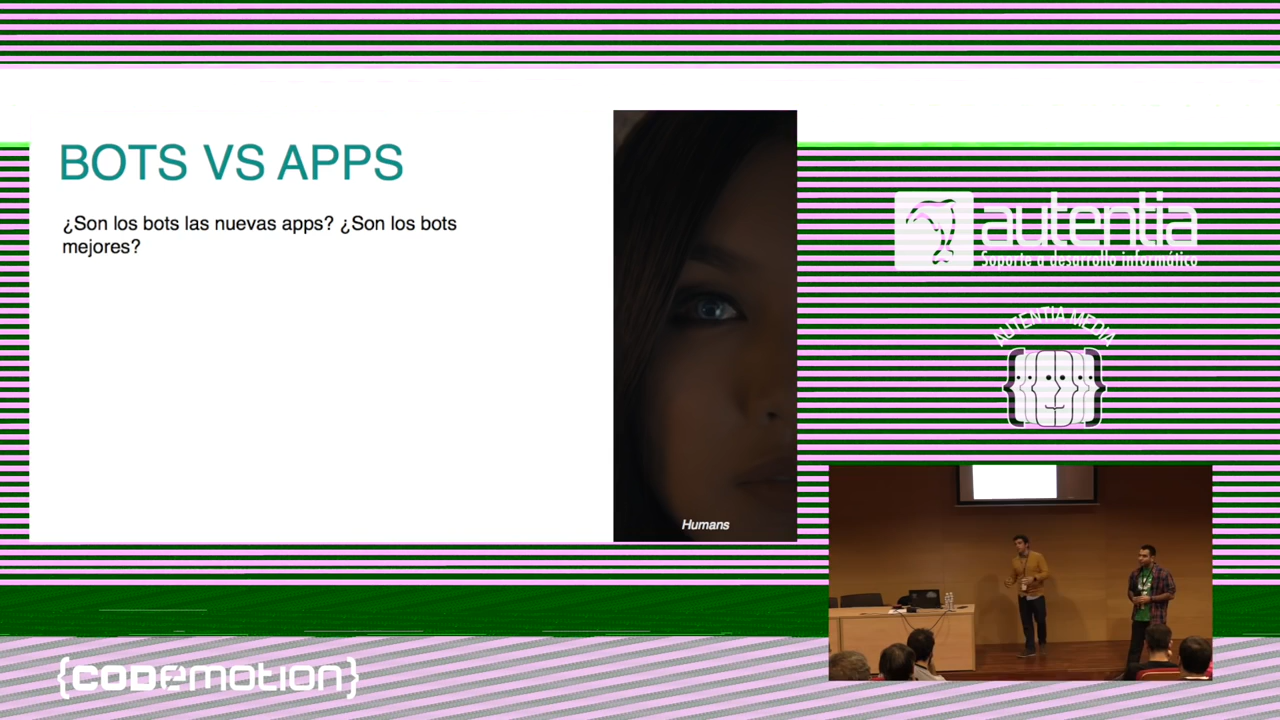 BOTS VS APPS
¿Son los bots las nuevas apps? ¿Son los bots
mejores?
Humans
autentia
Soporte a desarrollo informático
AUTENTIA MEDIA
{CODEMOTION}